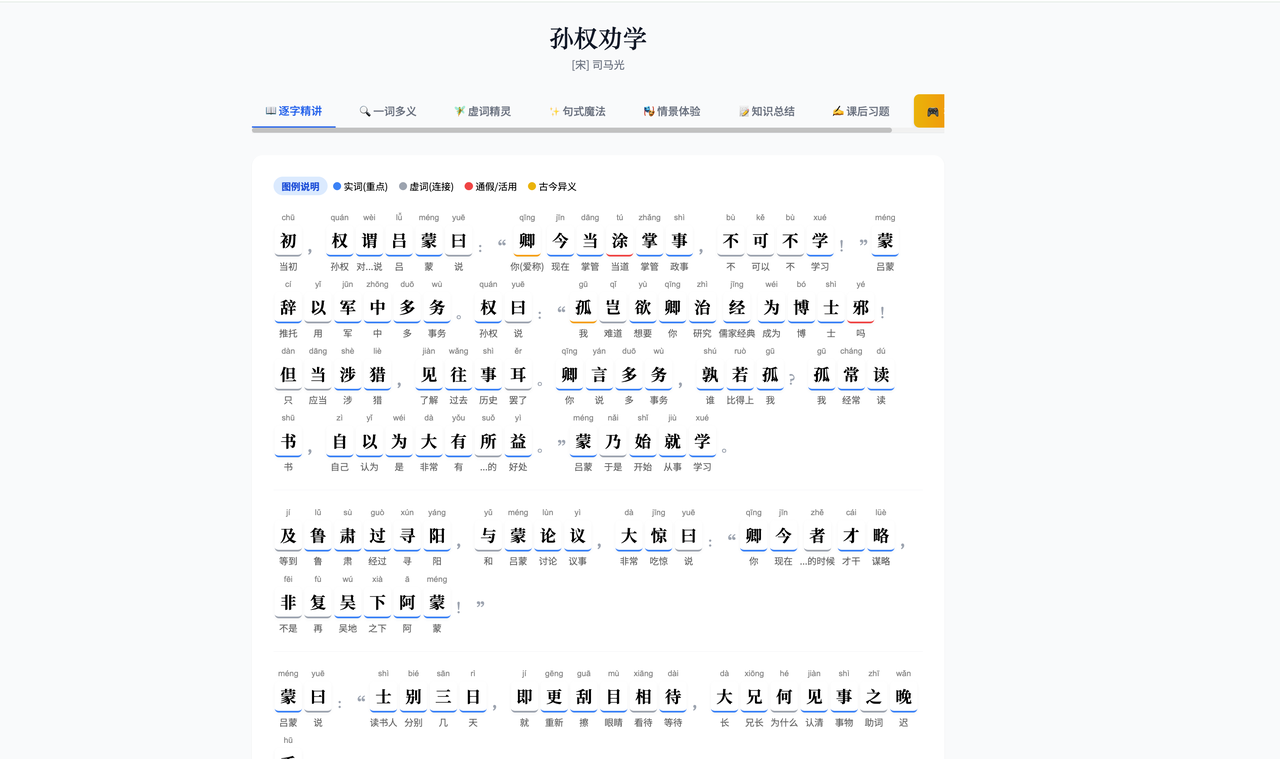 孙权劝学
[宋] 司马光
📖 逐字精讲 🔍 一词多义 🧚 虚词精灵 ✨ 句式魔法 🎭 情景体验 📝 知识总结 ✍️ 课后习题 🎮
图例说明 实词(重点) 虚词(连接) 通假/活用 古今异义
chū quán wèi lǚ méng yuē qīng jīn dāng tú zhǎng shì bù kě bù xué méng
初，权谓吕蒙曰：“卿今当涂掌事，不可不学！”蒙
当初 孙权 对...说 吕 蒙 说 你(爱称) 现在 掌管 当道 掌管 政事 不 可以 不 学习 吕蒙
cí yǐ jūn zhōng duō wù quán yuē gū qǐ yù qīng zhì jīng wéi bó shì yé
辞以军中多务。权曰：“孤岂欲卿治经为博士邪！
推托 用 军 中 多 事务 孙权 说 我 难道 想要 你 研究 儒家经典 成为 博 士 吗
dàn dāng shè liè jiàn wǎng shì ěr qīng yán duō wù shú ruò gū gū cháng dú
但当涉猎，见往事耳。卿言多务，孰若孤？孤常读
只 应当 涉 猎 了解 过去 历史 罢了 你 说 多 事务 谁 比得上 我 我 经常 读
shū zì yǐ wéi dà yǒu suǒ yì méng nǎi shǐ jiù xué
书，自以为大有所益。”蒙乃始就学。
书 自己 认为 是 非常 有 ...的 好处 吕蒙 于是 开始 从事 学习
jí lǔ sù guò xún yáng yǔ méng lùn yì dà jīng yuē qīng jīn zhě cái lüè
及鲁肃过寻阳，与蒙论议，大惊曰：“卿今者才略，
等到 鲁 肃 经过 寻 阳 和 吕蒙 讨论 议事 非常 吃惊 说 你 现在 ...的时候 才干 谋略
fēi fù wú xià ā méng
非复吴下阿蒙！”
不是 再 吴地 之下 阿 蒙
méng yuē shì bié sān rì jí gēng guā mù xiāng dài dà xiōng hé jiàn shì zhī wǎn
蒙曰：“士别三日，即更刮目相待，大兄何见事之晚
吕蒙 说 读书人 分别 几 天 就 重新 擦 眼睛 看待 等待 长 兄长 为什么 认清 事物 助词 迟
hū